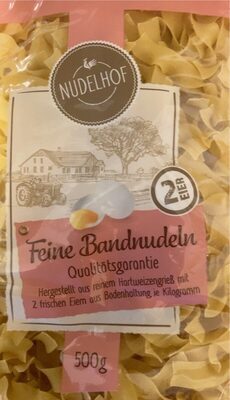 NUDELHOF
2
EIER
Feine Bandnudeln
Qualitätsgarantie
Hergestellt aus reinem Hartweizengrieß mit
2 frischen Eiern aus Bodenhaltung je Kilogramm
500g